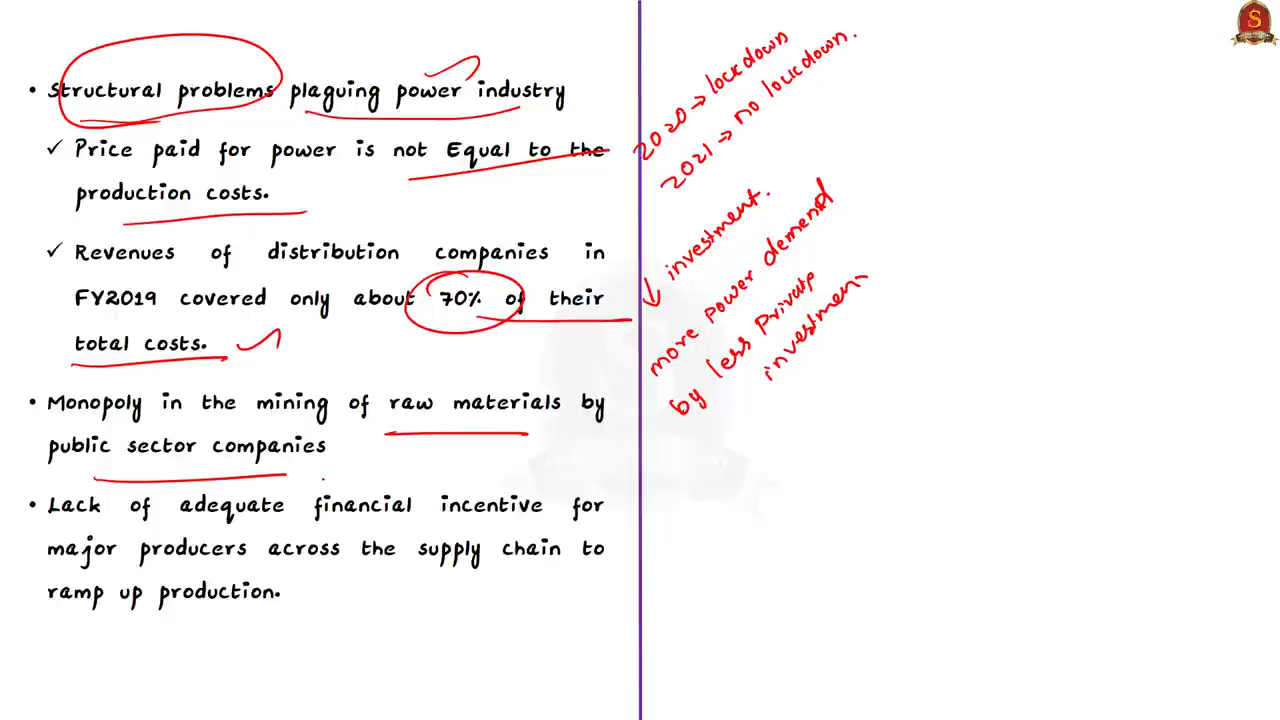 • Structural problems plaguing power industry
✓ Price paid for power is not Equal to the
production costs.
✓ Revenues of distribution companies in
FY2019 covered only about 70% of their
total costs.
• Monopoly in the mining of raw materials by
public sector companies
• Lack of adequate financial incentive for
major producers across the supply chain to
ramp up production.
2020 → lockdown
2021 → no lockdown.
↓ investment.
more power demand
by less private
investmen
S